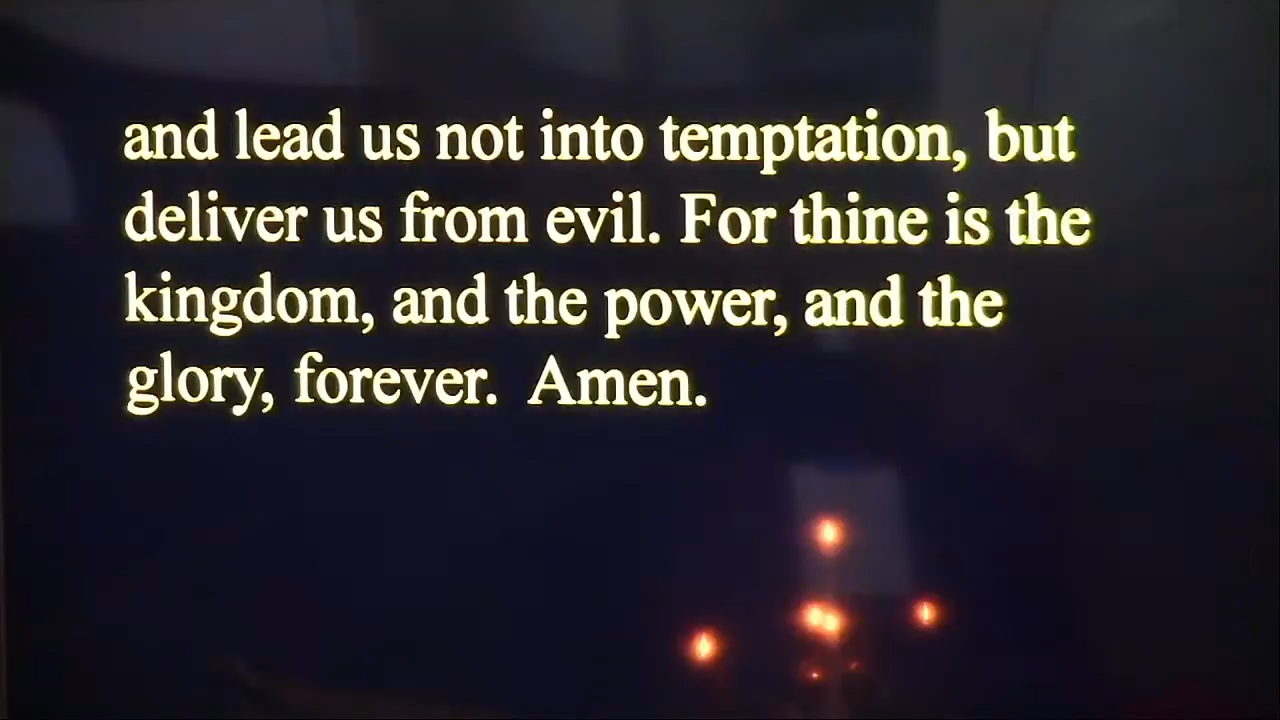 and lead us not into temptation, but
deliver us from evil. For thine is the
kingdom, and the power, and the
glory, forever.  Amen.